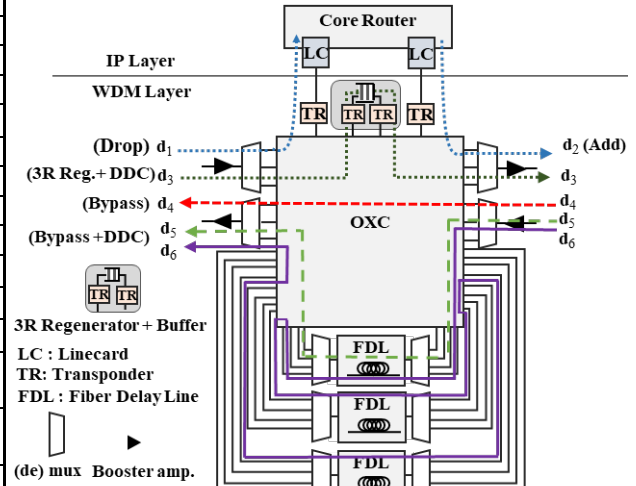 Core Router
LC
LC
IP Layer
WDM Layer
TR
TR
TR
TR
(Drop) d1
d2 (Add)
(3R Reg.+ DDC) d3
d3
(Bypass) d4
d4
OXC
d5
(Bypass +DDC) d5
d6
d6
TR
TR
3R Regenerator + Buffer
FDL
LC : Linecard
TR: Transponder
FDL : Fiber Delay Line
FDL
FDL
(de) mux
Booster amp.